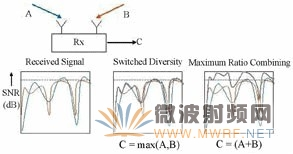 A
B
Rx
C
Received Signal
Switched Diversity
Maximum Ratio Combining
SNR
(dB)
微波射频网
WWW.MWRF.NET
C = max(A,B)
C = (A+B)